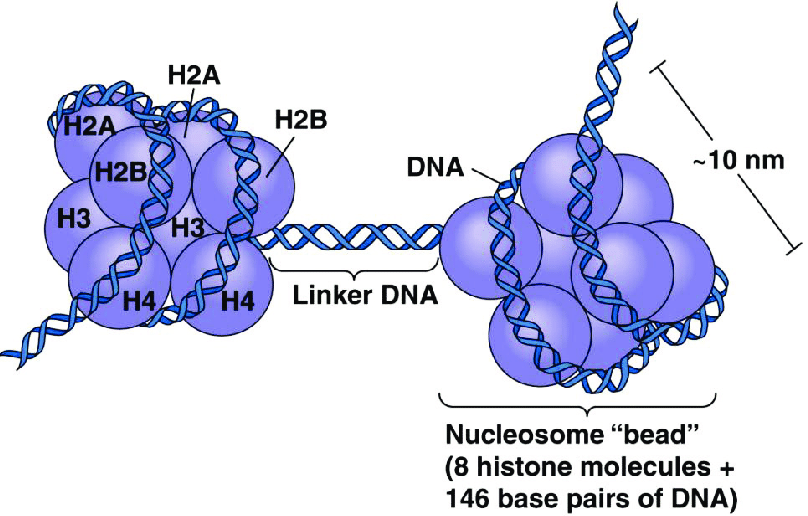 H2A
H2A
H2B
H2B
H3
H3
H4
H4
Linker DNA
DNA
~10 nm
Nucleosome “bead”
(8 histone molecules +
146 base pairs of DNA)